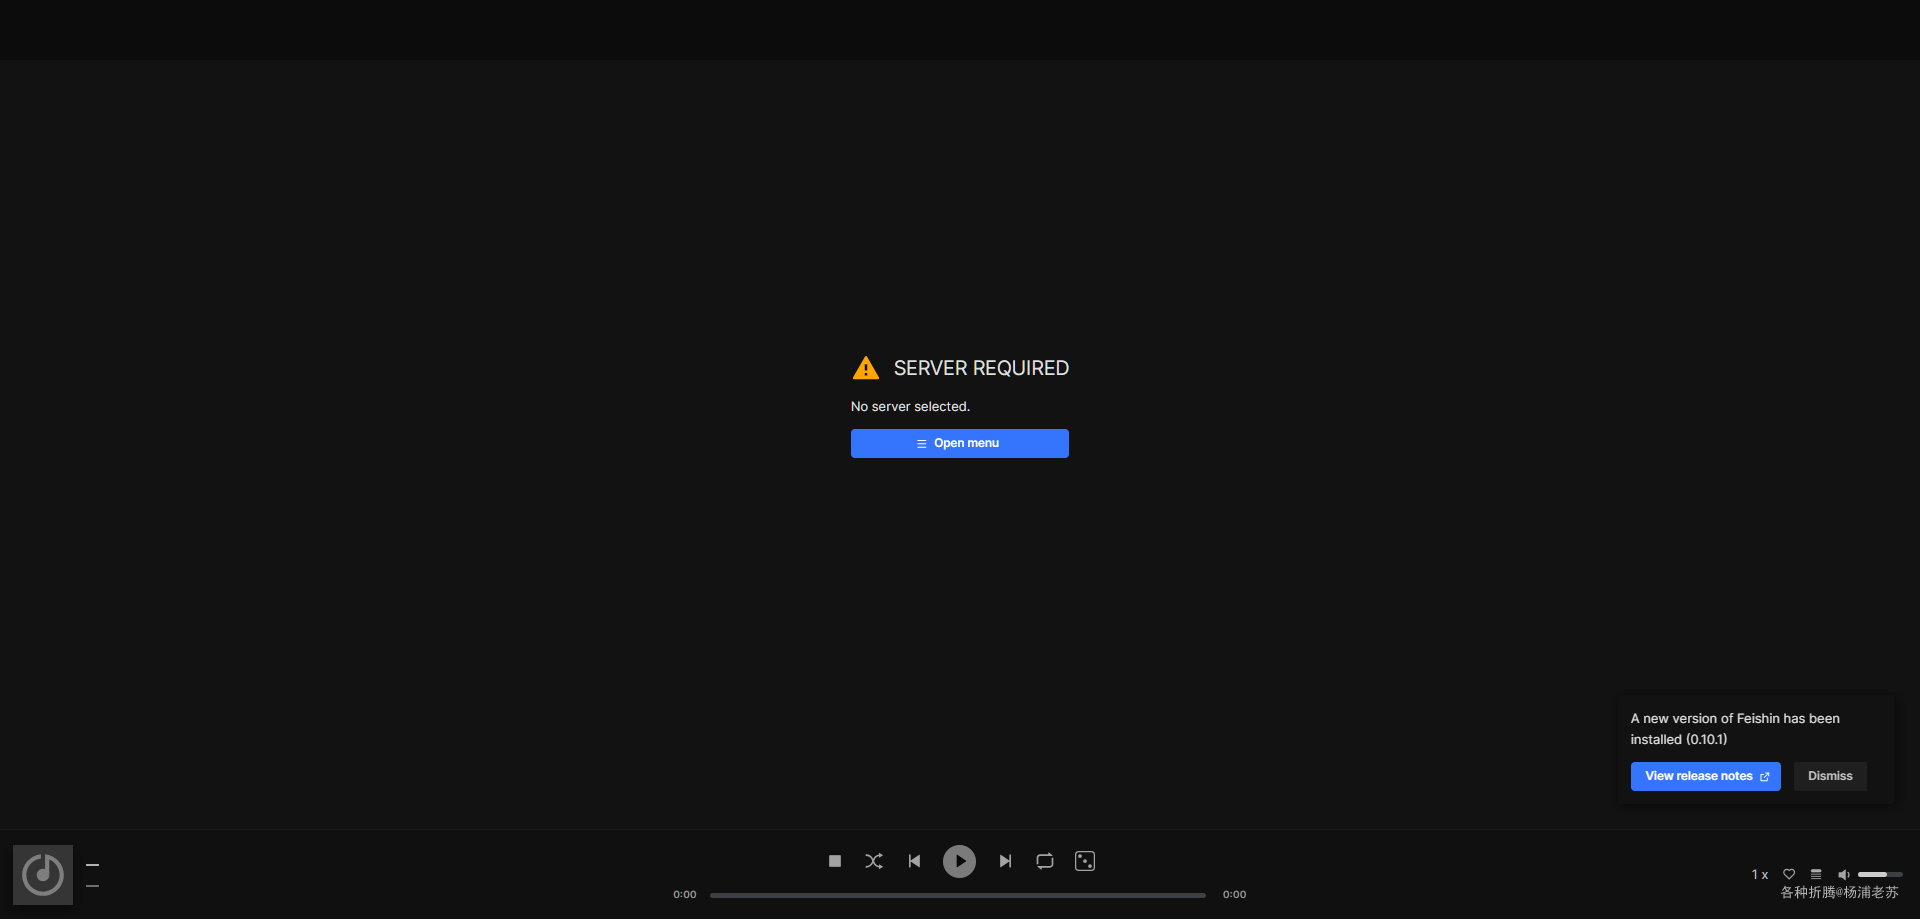 SERVER REQUIRED
No server selected.
Open menu
A new version of Feishin has been
installed (0.10.1)
View release notes
Dismiss
0:00
0:00
1 x
各种折腾@杨浦老苏